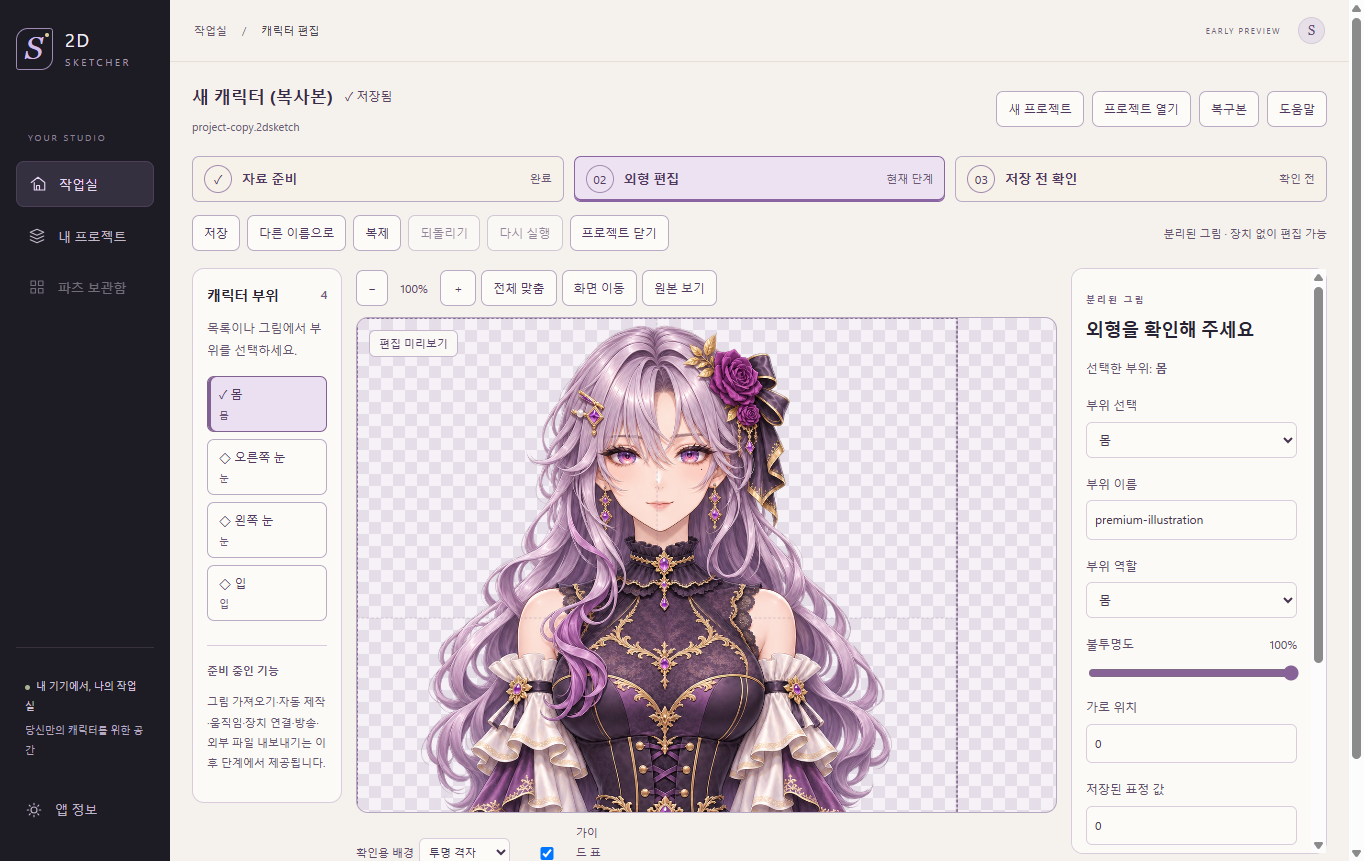 S
2D
SKETCHER
YOUR STUDIO
작업실
내 프로젝트
파츠 보관함
내 기기에서, 나의 작업
실
당신만의 캐릭터를 위한 공
간
앱 정보
작업실 / 캐릭터 편집
EARLY PREVIEW
S
새 캐릭터 (복사본) ✓ 저장됨
project-copy.2dsketch
새 프로젝트
프로젝트 열기
복구본
도움말
✓ 자료 준비 완료
02 외형 편집 현재 단계
03 저장 전 확인 확인 전
저장
다른 이름으로
복제
되돌리기
다시 실행
프로젝트 닫기
분리된 그림 · 장치 없이 편집 가능
캐릭터 부위 4
목록이나 그림에서 부
위를 선택하세요.
✓ 몸
몸
◇ 오른쪽 눈
눈
◇ 왼쪽 눈
눈
◇ 입
입
준비 중인 기능
그림 가져오기·자동 제작
·움직임·장치 연결·방송·
외부 파일 내보내기는 이
후 단계에서 제공됩니다.
− 100% +
전체 맞춤
화면 이동
원본 보기
편집 미리보기
확인용 배경
투명 격자
가이
드 표
분리된 그림
외형을 확인해 주세요
선택한 부위: 몸
부위 선택
몸
부위 이름
premium-illustration
부위 역할
몸
불투명도 100%
가로 위치
0
저장된 표정 값
0